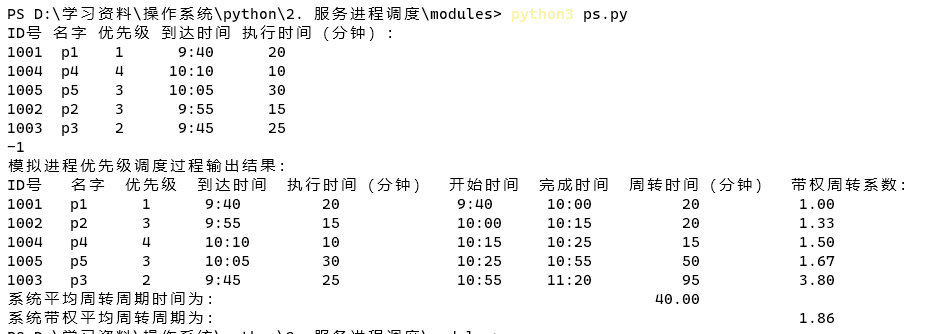 PS D:\学习资料\操作系统\python\2. 服务进程调度\modules> python3 ps.py
ID号 名字 优先级 到达时间 执行时间(分钟):
1001 p1 1 9:40 20
1004 p4 4 10:10 10
1005 p5 3 10:05 30
1002 p2 3 9:55 15
1003 p3 2 9:45 25
-1
模拟进程优先级调度过程输出结果:
ID号 名字 优先级 到达时间 执行时间(分钟) 开始时间 完成时间 周转时间(分钟) 带权周转系数:
1001 p1 1 9:40 20 9:40 10:00 20 1.00
1002 p2 3 9:55 15 10:00 10:15 20 1.33
1004 p4 4 10:10 10 10:15 10:25 15 1.50
1005 p5 3 10:05 30 10:25 10:55 50 1.67
1003 p3 2 9:45 25 10:55 11:20 95 3.80
系统平均周转周期时间为: 40.00
系统带权平均周转周期为: 1.86